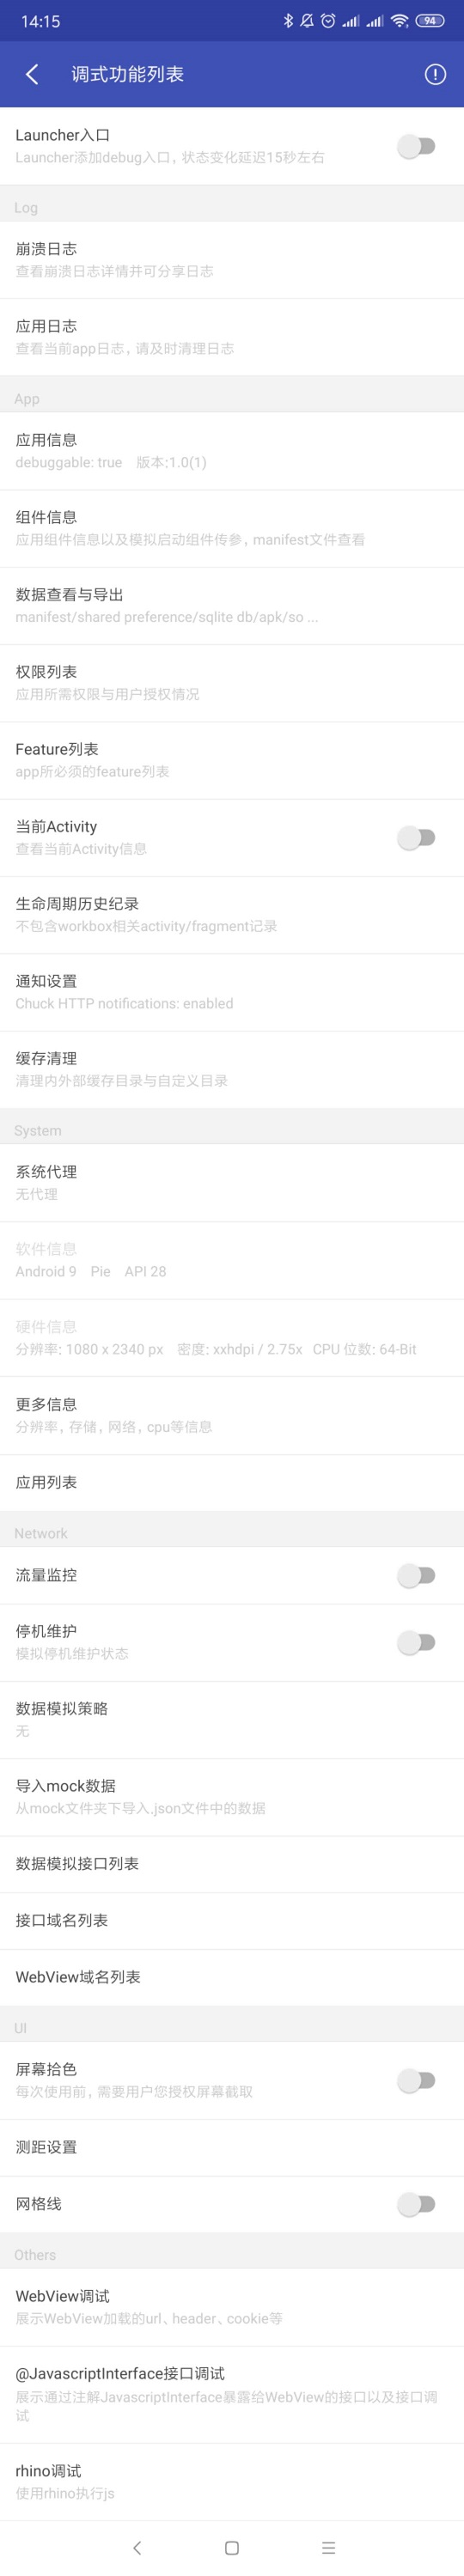 14:15
94
调式功能列表
Launcher入口
Launcher添加debug入口，状态变化延迟15秒左右
Log
崩溃日志
查看崩溃日志详情并可分享日志
应用日志
查看当前app日志，请及时清理日志
App
应用信息
debuggable: true 版本:1.0(1)
组件信息
应用组件信息以及模拟启动组件传参，manifest文件查看
数据查看与导出
manifest/shared preference/sqlite db/apk/so ...
权限列表
应用所需权限与用户授权情况
Feature列表
app所必须的feature列表
当前Activity
查看当前Activity信息
生命周期历史纪录
不包含workbox相关activity/fragment记录
通知设置
Chuck HTTP notifications: enabled
缓存清理
清理内外部缓存目录与自定义目录
System
系统代理
无代理
软件信息
Android 9 Pie API 28
硬件信息
分辨率: 1080 x 2340 px 密度: xxhdpi / 2.75x CPU 位数: 64-Bit
更多信息
分辨率，存储，网络，cpu等信息
应用列表
Network
流量监控
停机维护
模拟停机维护状态
数据模拟策略
无
导入mock数据
从mock文件夹下导入.json文件中的数据
数据模拟接口列表
接口域名列表
WebView域名列表
UI
屏幕拾色
每次使用前，需要用户您授权屏幕截取
测距设置
网格线
Others
WebView调试
展示WebView加载的url、header、cookie等
@JavascriptInterface接口调试
展示通过注解JavascriptInterface暴露给WebView的接口以及接口调
试
rhino调试
使用rhino执行js